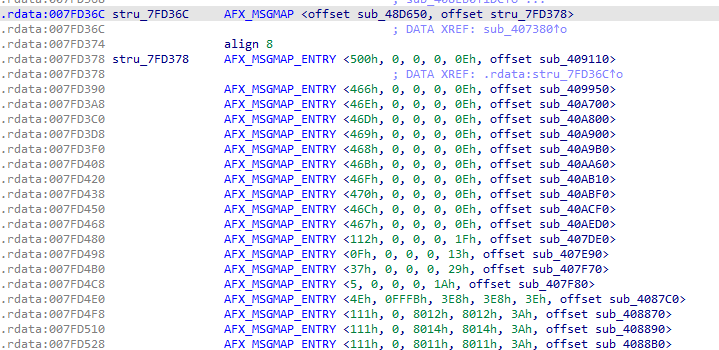 .rdata:007FD36C stru_7FD36C AFX_MSGMAP <offset sub_48D650, offset stru_7FD378>
.rdata:007FD36C ; DATA XREF: sub_407380↑o
.rdata:007FD374 align 8
.rdata:007FD378 stru_7FD378 AFX_MSGMAP_ENTRY <500h, 0, 0, 0, 0Eh, offset sub_409110>
.rdata:007FD378 ; DATA XREF: .rdata:stru_7FD36C↑o
.rdata:007FD390 AFX_MSGMAP_ENTRY <466h, 0, 0, 0, 0Eh, offset sub_409950>
.rdata:007FD3A8 AFX_MSGMAP_ENTRY <46Eh, 0, 0, 0, 0Eh, offset sub_40A700>
.rdata:007FD3C0 AFX_MSGMAP_ENTRY <46Dh, 0, 0, 0, 0Eh, offset sub_40A800>
.rdata:007FD3D8 AFX_MSGMAP_ENTRY <469h, 0, 0, 0, 0Eh, offset sub_40A900>
.rdata:007FD3F0 AFX_MSGMAP_ENTRY <468h, 0, 0, 0, 0Eh, offset sub_40A9B0>
.rdata:007FD408 AFX_MSGMAP_ENTRY <46Bh, 0, 0, 0, 0Eh, offset sub_40AA60>
.rdata:007FD420 AFX_MSGMAP_ENTRY <46Fh, 0, 0, 0, 0Eh, offset sub_40AB10>
.rdata:007FD438 AFX_MSGMAP_ENTRY <470h, 0, 0, 0, 0Eh, offset sub_40ABF0>
.rdata:007FD450 AFX_MSGMAP_ENTRY <46Ch, 0, 0, 0, 0Eh, offset sub_40ACF0>
.rdata:007FD468 AFX_MSGMAP_ENTRY <467h, 0, 0, 0, 0Eh, offset sub_40AED0>
.rdata:007FD480 AFX_MSGMAP_ENTRY <112h, 0, 0, 0, 1Fh, offset sub_407DE0>
.rdata:007FD498 AFX_MSGMAP_ENTRY <0Fh, 0, 0, 0, 13h, offset sub_407E90>
.rdata:007FD4B0 AFX_MSGMAP_ENTRY <37h, 0, 0, 0, 29h, offset sub_407F70>
.rdata:007FD4C8 AFX_MSGMAP_ENTRY <5, 0, 0, 0, 1Ah, offset sub_407F80>
.rdata:007FD4E0 AFX_MSGMAP_ENTRY <4Eh, 0FFFBh, 3E8h, 3E8h, 3Eh, offset sub_4087C0>
.rdata:007FD4F8 AFX_MSGMAP_ENTRY <111h, 0, 8012h, 8012h, 3Ah, offset sub_408870>
.rdata:007FD510 AFX_MSGMAP_ENTRY <111h, 0, 8014h, 8014h, 3Ah, offset sub_408890>
.rdata:007FD528 AFX_MSGMAP_ENTRY <111h, 0, 8011h, 8011h, 3Ah, offset sub_4088B0>